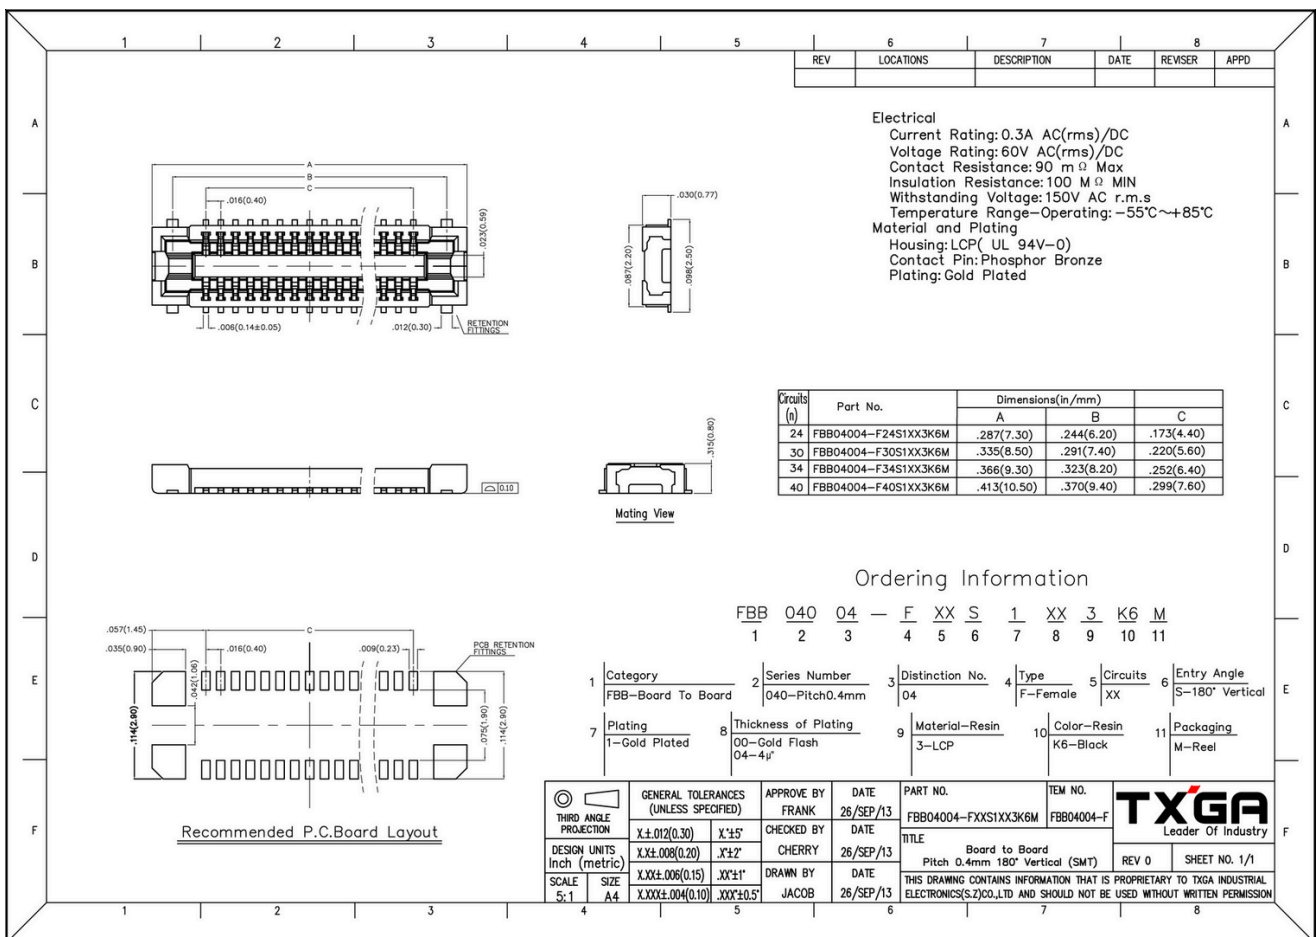 1 2 3 4 5 6 7 8
REV LOCATIONS DESCRIPTION DATE REVISER APPD
A A
Electrical
Current Rating: 0.3A AC(rms)/DC
Voltage Rating: 60V AC(rms)/DC
Contact Resistance: 90 m Ω Max
Insulation Resistance: 100 M Ω MIN
Withstanding Voltage: 150V AC r.m.s
Temperature Range-Operating: -55°C~+85°C
Material and Plating
Housing: LCP( UL 94V-0)
Contact Pin: Phosphor Bronze
Plating: Gold Plated
A
B
C
.016(0.40)
.023(0.59)
.006(0.14±0.05)
.012(0.30)
RETENTION
FITTINGS
.030(0.77)
.087(2.20)
.098(2.50)
B B
C C
Circuits
(n) Part No. Dimensions(in/mm)
A B C
24 FBB04004-F24S1XX3K6M .287(7.30) .244(6.20) .173(4.40)
30 FBB04004-F30S1XX3K6M .335(8.50) .291(7.40) .220(5.60)
34 FBB04004-F34S1XX3K6M .366(9.30) .323(8.20) .252(6.40)
40 FBB04004-F40S1XX3K6M .413(10.50) .370(9.40) .299(7.60)
0.10
.315(0.80)
Mating View
D D
Ordering Information
FBB 040 04 — F XX S 1 XX 3 K6 M
1 2 3 4 5 6 7 8 9 10 11
1 Category
FBB-Board To Board
2 Series Number
040-Pitch0.4mm
3 Distinction No.
04
4 Type
F-Female
5 Circuits
XX
6 Entry Angle
S-180° Vertical
7 Plating
1-Gold Plated
8 Thickness of Plating
00-Gold Flash
04-4μ"
9 Material-Resin
3-LCP
10 Color-Resin
K6-Black
11 Packaging
M-Reel
.057(1.45)
.035(0.90)
.016(0.40)
C
.009(0.23)
PCB RETENTION
FITTINGS
.042(1.06)
.114(2.90)
.075(1.90)
.114(2.90)
E E
Recommended P.C.Board Layout
F F
THIRD ANGLE
PROJECTION
DESIGN UNITS
Inch (metric)
SCALE SIZE
5:1 A4
GENERAL TOLERANCES
(UNLESS SPECIFIED)
X.±.012(0.30) X.°±5°
X.X±.008(0.20) .X°±2°
X.XX±.006(0.15) .XX°±1°
X.XXX±.004(0.10) .XXX°±0.5°
APPROVE BY DATE
FRANK 26/SEP/13
CHECKED BY DATE
CHERRY 26/SEP/13
DRAWN BY DATE
JACOB 26/SEP/13
PART NO. TEM NO.
FBB04004-FXXS1XX3K6M FBB04004-F
TITLE
Board to Board
Pitch 0.4mm 180° Vertical (SMT)
TXGA
Leader Of Industry
REV 0 SHEET NO. 1/1
THIS DRAWING CONTAINS INFORMATION THAT IS PROPRIETARY TO TXGA INDUSTRIAL
ELECTRONICS(S.Z)CO.,LTD AND SHOULD NOT BE USED WITHOUT WRITTEN PERMISSION
1 2 3 4 5 6 7 8